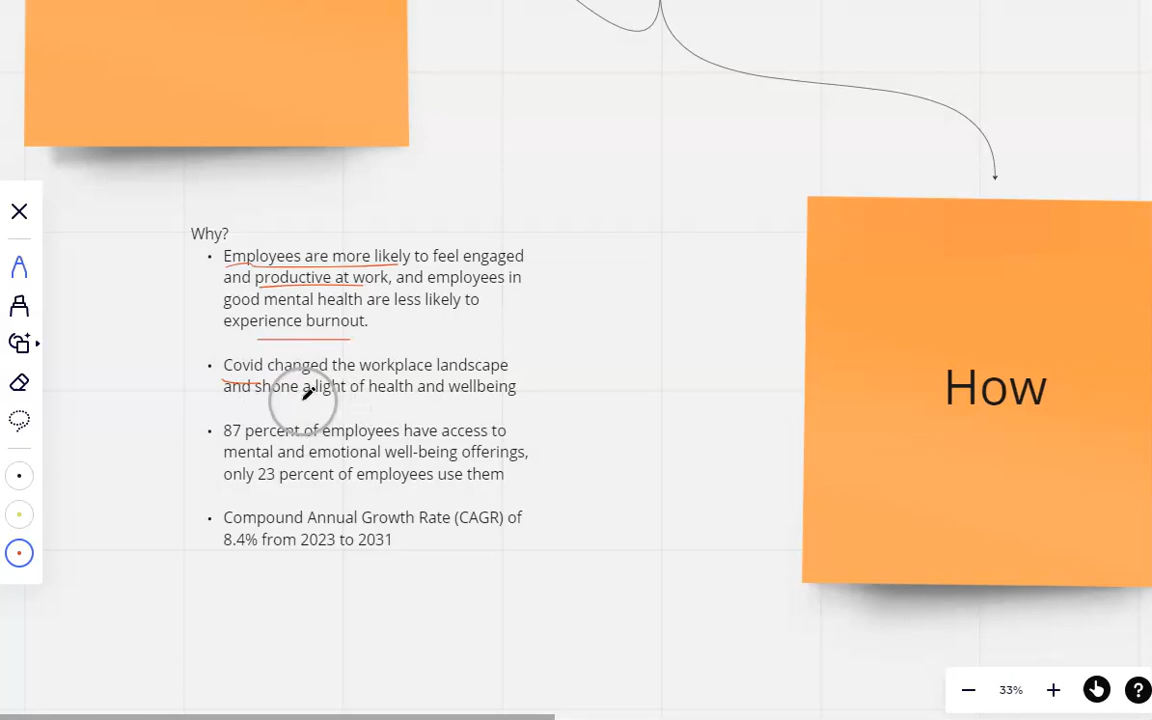 Why?
• Employees are more likely to feel engaged
and productive at work, and employees in
good mental health are less likely to
experience burnout.
• Covid changed the workplace landscape
and shone a light of health and wellbeing
• 87 percent of employees have access to
mental and emotional well-being offerings,
only 23 percent of employees use them
• Compound Annual Growth Rate (CAGR) of
8.4% from 2023 to 2031
How
33%
?